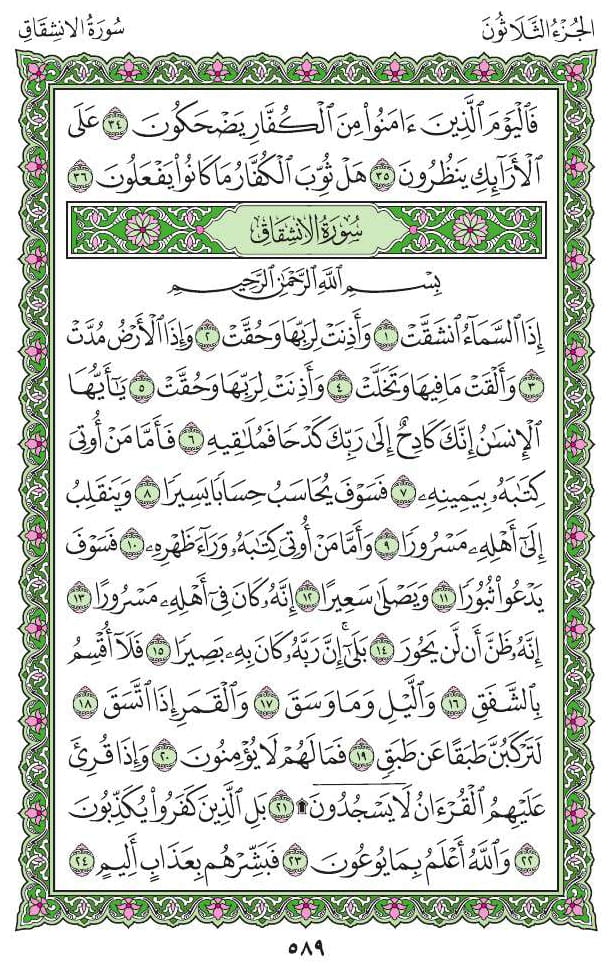 الجُزْءُ الثَّلَاثُونَ
سُورَةُ الانشِقَاقِ
فَٱلْيَوْمَ ٱلَّذِينَ ءَامَنُوا۟ مِنَ ٱلْكُفَّارِ يَضْحَكُونَ ٣٤ عَلَى
ٱلْأَرَآئِكِ يَنظُرُونَ ٣٥ هَلْ ثُوِّبَ ٱلْكُفَّارُ مَا كَانُوا۟ يَفْعَلُونَ ٣٦
سُورَةُ الانشِقَاقِ
بِسْمِ ٱللَّهِ ٱلرَّحْمَٰنِ ٱلرَّحِيمِ
إِذَا ٱلسَّمَآءُ ٱنشَقَّتْ ١ وَأَذِنَتْ لِرَبِّهَا وَحُقَّتْ ٢ وَإِذَا ٱلْأَرْضُ مُدَّتْ
٣ وَأَلْقَتْ مَا فِيهَا وَتَخَلَّتْ ٤ وَأَذِنَتْ لِرَبِّهَا وَحُقَّتْ ٥ يَٰٓأَيُّهَا
ٱلْإِنسَٰنُ إِنَّكَ كَادِحٌ إِلَىٰ رَبِّكَ كَدْحًا فَمُلَٰقِيهِ ٦ فَأَمَّا مَنْ أُوتِىَ
كِتَٰبَهُۥ بِيَمِينِهِۦ ٧ فَسَوْفَ يُحَاسَبُ حِسَابًا يَسِيرًا ٨ وَيَنقَلِبُ
إِلَىٰٓ أَهْلِهِۦ مَسْرُورًا ٩ وَأَمَّا مَنْ أُوتِىَ كِتَٰبَهُۥ وَرَآءَ ظَهْرِهِۦ ١٠ فَسَوْفَ
يَدْعُوا۟ ثُبُورًا ١١ وَيَصْلَىٰ سَعِيرًا ١٢ إِنَّهُۥ كَانَ فِىٓ أَهْلِهِۦ مَسْرُورًا ١٣
إِنَّهُۥ ظَنَّ أَن لَّن يَحُورَ ١٤ بَلَىٰٓۚ إِنَّ رَبَّهُۥ كَانَ بِهِۦ بَصِيرًا ١٥ فَلَآ أُقْسِمُ
بِٱلشَّفَقِ ١٦ وَٱلَّيْلِ وَمَا وَسَقَ ١٧ وَٱلْقَمَرِ إِذَا ٱتَّسَقَ ١٨
لَتَرْكَبُنَّ طَبَقًا عَن طَبَقٍ ١٩ فَمَا لَهُمْ لَا يُؤْمِنُونَ ٢٠ وَإِذَا قُرِئَ
عَلَيْهِمُ ٱلْقُرْءَانُ لَا يَسْجُدُونَ ۩ ٢١ بَلِ ٱلَّذِينَ كَفَرُوا۟ يُكَذِّبُونَ
٢٢ وَٱللَّهُ أَعْلَمُ بِمَا يُوعُونَ ٢٣ فَبَشِّرْهُم بِعَذَابٍ أَلِيمٍ ٢٤
٥٨٩